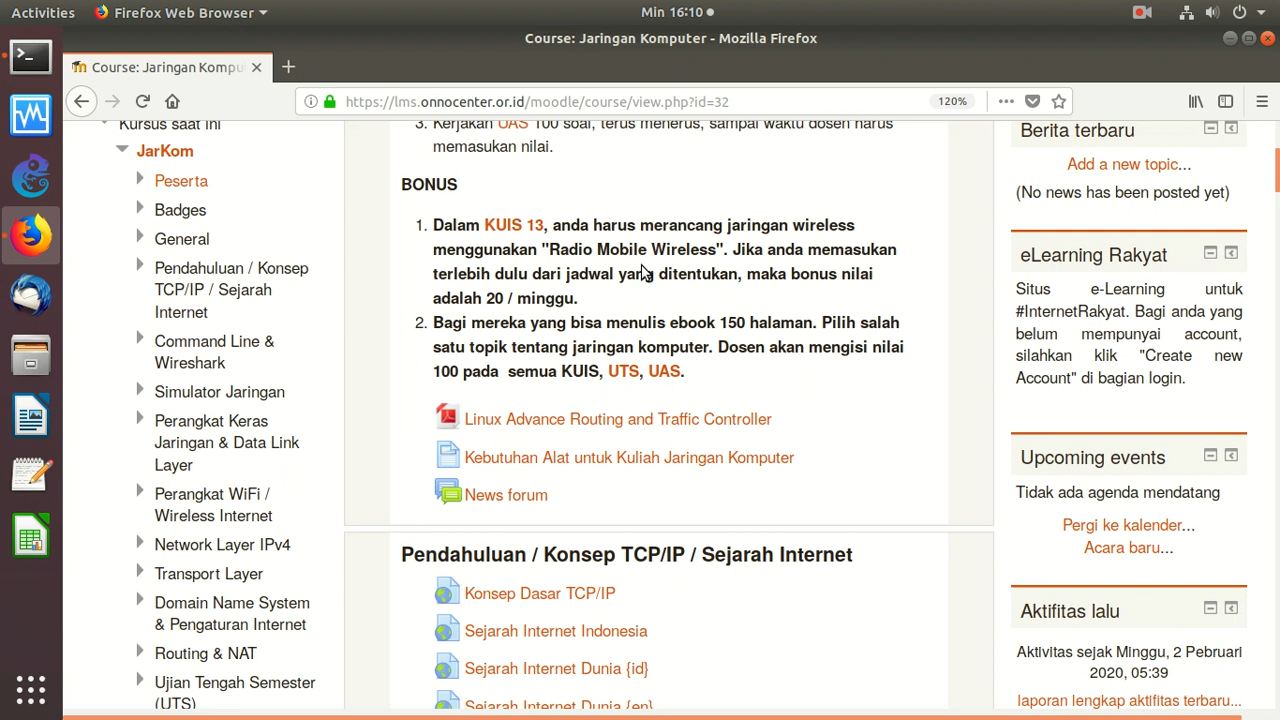 Activities
Firefox Web Browser
Min 16:10
Course: Jaringan Komputer - Mozilla Firefox
Course: Jaringan Kompu
https://lms.onnocenter.or.id/moodle/course/view.php?id=32
120%
Kursus saat ini
JarKom
Peserta
Badges
General
Pendahuluan / Konsep
TCP/IP / Sejarah
Internet
Command Line &
Wireshark
Simulator Jaringan
Perangkat Keras
Jaringan & Data Link
Layer
Perangkat WiFi /
Wireless Internet
Network Layer IPv4
Transport Layer
Domain Name System
& Pengaturan Internet
Routing & NAT
Ujian Tengah Semester
(UTS)
3. Kerjakan UAS 100 soal, terus menerus, sampai waktu dosen harus
memasukan nilai.
BONUS
1. Dalam KUIS 13, anda harus merancang jaringan wireless
menggunakan "Radio Mobile Wireless". Jika anda memasukan
terlebih dulu dari jadwal yang ditentukan, maka bonus nilai
adalah 20 / minggu.
2. Bagi mereka yang bisa menulis ebook 150 halaman. Pilih salah
satu topik tentang jaringan komputer. Dosen akan mengisi nilai
100 pada semua KUIS, UTS, UAS.
Linux Advance Routing and Traffic Controller
Kebutuhan Alat untuk Kuliah Jaringan Komputer
News forum
Pendahuluan / Konsep TCP/IP / Sejarah Internet
Konsep Dasar TCP/IP
Sejarah Internet Indonesia
Sejarah Internet Dunia {id}
Sejarah Internet Dunia {en}
Berita terbaru
Add a new topic...
(No news has been posted yet)
eLearning Rakyat
Situs e-Learning untuk
#InternetRakyat. Bagi anda yang
belum mempunyai account,
silahkan klik "Create new
Account" di bagian login.
Upcoming events
Tidak ada agenda mendatang
Pergi ke kalender...
Acara baru...
Aktifitas lalu
Aktivitas sejak Minggu, 2 Pebruari
2020, 05:39
laporan lengkap aktifitas terbaru...